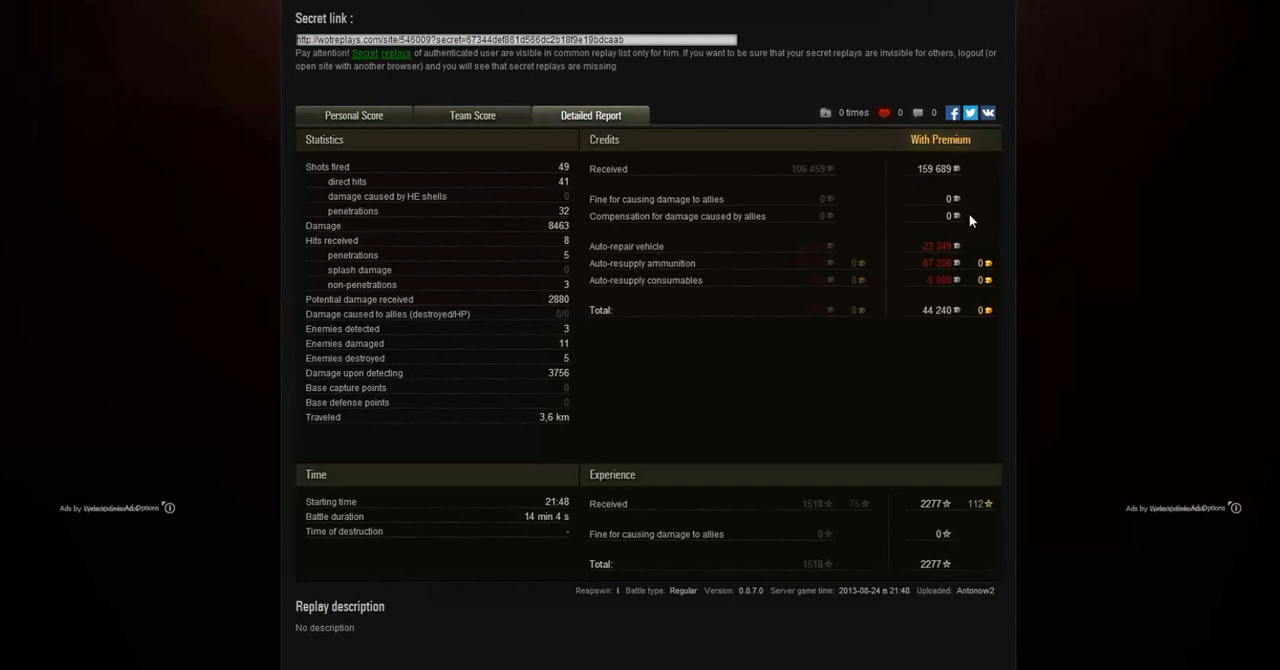 Secret link :
http://wotreplays.com/site/546009?secret=67344def861d566dc2b18f9e19bdcaab
Pay attention! Secret replays of authenticated user are visible in common replay list only for him. If you want to be sure that your secret replays are invisible for others, logout (or
open site with another browser) and you will see that secret replays are missing
Personal Score Team Score Detailed Report 0 times 0 0
Statistics Credits With Premium
Shots fired 49
direct hits 41
damage caused by HE shells 0
penetrations 32
Damage 8463
Hits received 8
penetrations 5
splash damage 0
non-penetrations 3
Potential damage received 2880
Damage caused to allies (destroyed/HP) 0/0
Enemies detected 3
Enemies damaged 11
Enemies destroyed 5
Damage upon detecting 3756
Base capture points 0
Base defense points 0
Traveled 3,6 km
Received 106 459 159 689
Fine for causing damage to allies 0 0
Compensation for damage caused by allies 0 0
Auto-repair vehicle -23 249
Auto-resupply ammunition 0 -87 200 0
Auto-resupply consumables 0 -5 000 0
Total: 0 44 240 0
Time Experience
Starting time 21:48
Battle duration 14 min 4 s
Time of destruction -
Received 1518 75 2277 112
Fine for causing damage to allies 0 0
Total: 1518 2277
Respawn: I Battle type: Regular Version: 0.8.7.0 Server game time: 2013-08-24 в 21:48 Uploaded: Antonow2
Replay description
No description
Ads by Ad Options
Ads by Ad Options